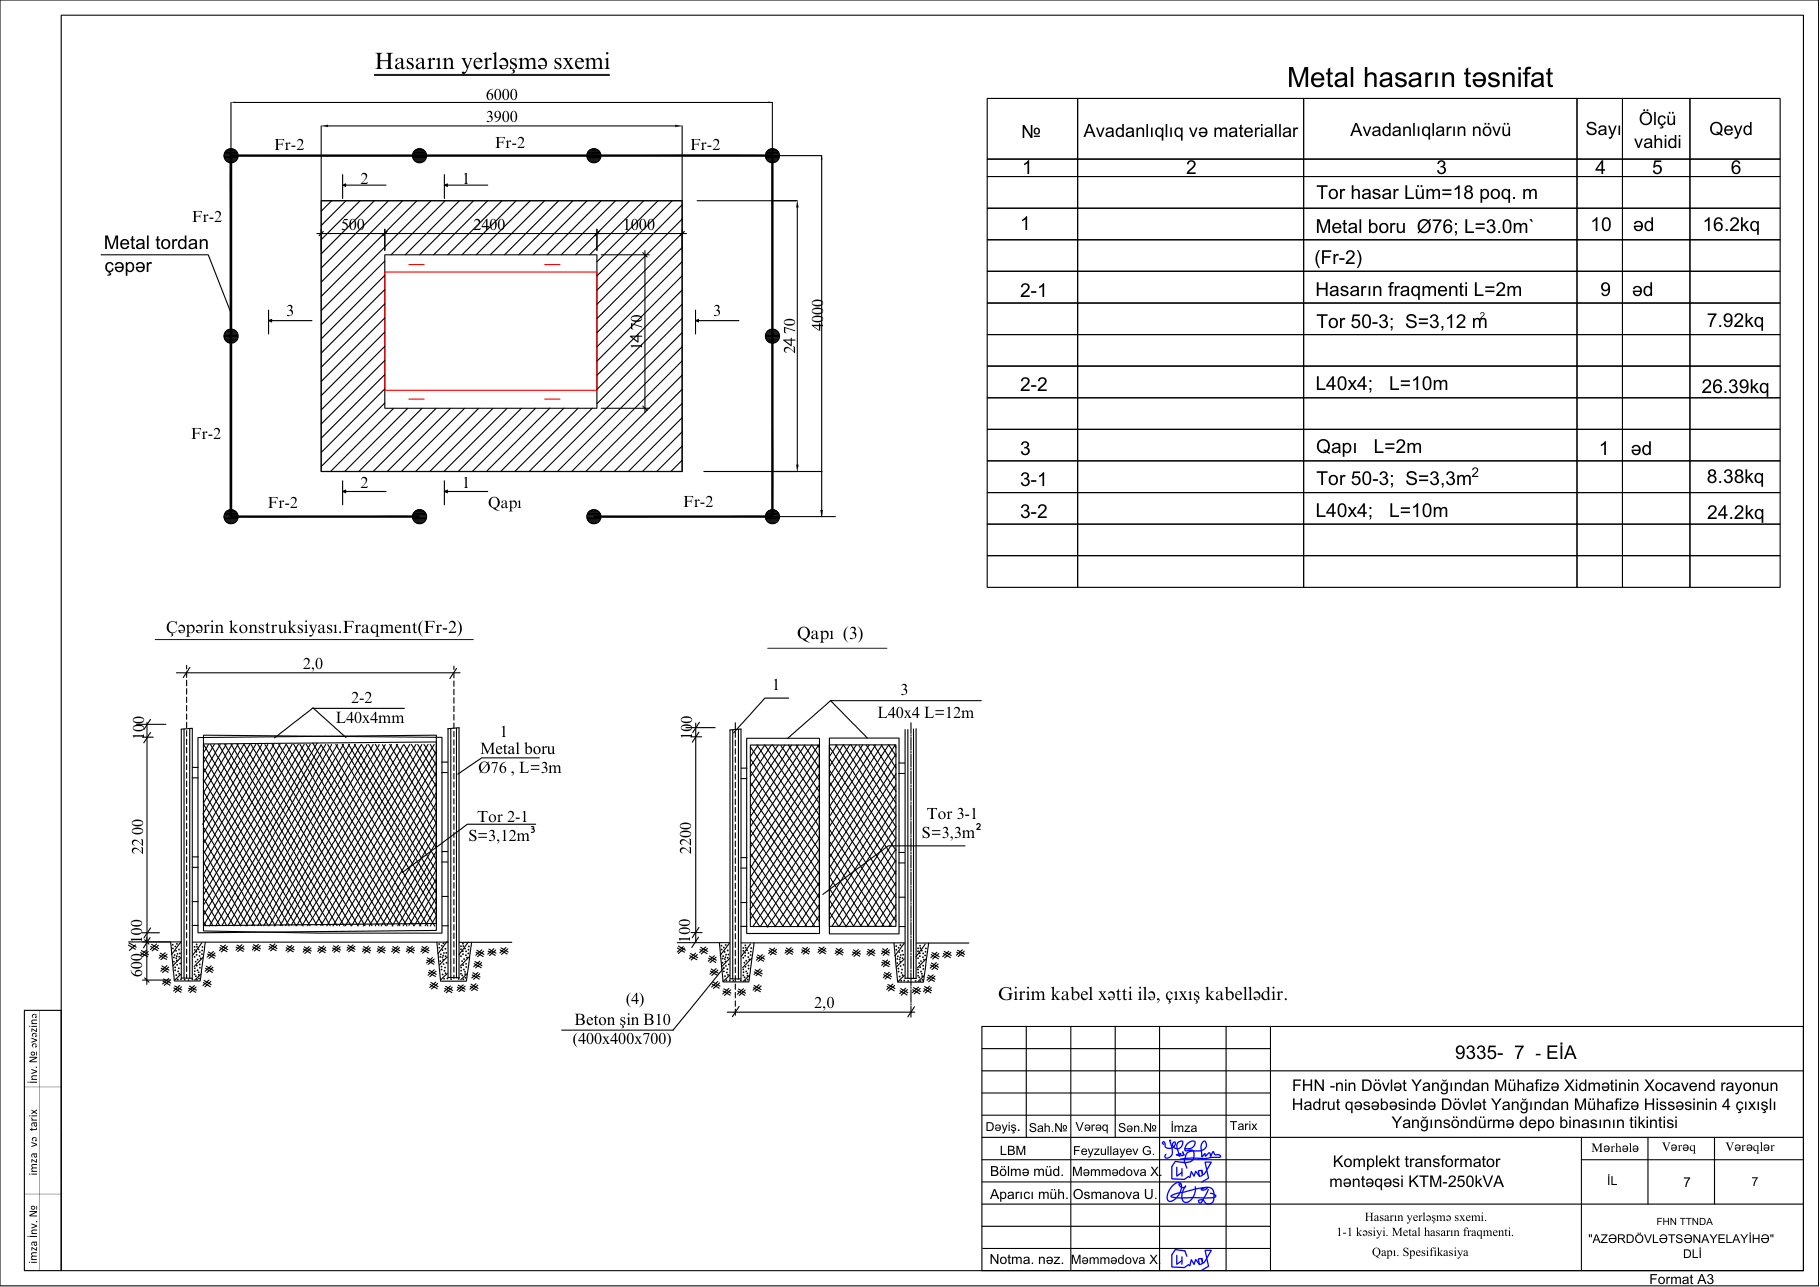 Hasarın yerləşmə sxemi
6000
3900
Fr-2
Fr-2
Fr-2
2
1
Fr-2
500
2400
1000
Metal tordan
çəpər
3
3
1470
2470
4000
Fr-2
2
1
Fr-2
Qapı
Fr-2
Metal hasarın təsnifat
№ Avadanlıqlıq və materiallar Avadanlıqların növü Sayı Ölçü vahidi Qeyd
1 2 3 4 5 6
Tor hasar Lüm=18 poq. m
1 Metal boru Ø76; L=3.0m` 10 əd 16.2kq
(Fr-2)
2-1 Hasarın fraqmenti L=2m 9 əd
Tor 50-3; S=3,12 m² 7.92kq
2-2 L40x4; L=10m 26.39kq
3 Qapı L=2m 1 əd
3-1 Tor 50-3; S=3,3m² 8.38kq
3-2 L40x4; L=10m 24.2kq
Çəpərin konstruksiyası.Fraqment(Fr-2)
2,0
2-2
L40x4mm
100
1
Metal boru
Ø76 , L=3m
2200
Tor 2-1
S=3,12m³
100
600
Qapı (3)
1
3
L40x4 L=12m
100
2200
Tor 3-1
S=3,3m²
100
2,0
(4)
Beton şin B10
(400x400x700)
Girim kabel xətti ilə, çıxış kabellədir.
9335- 7 - EİA
FHN -nin Dövlət Yanğından Mühafizə Xidmətinin Xocavend rayonun
Hadrut qəsəbəsində Dövlət Yanğından Mühafizə Hissəsinin 4 çıxışlı
Yanğınsöndürmə depo binasının tikintisi
Dəyiş. Sah.№ Vərəq Sən.№ İmza Tarix
LBM Feyzullayev G.
Bölmə müd. Məmmədova X.
Aparıcı müh. Osmanova U.
Notma. nəz. Məmmədova X.
Komplekt transformator
məntəqəsi KTM-250kVA
Mərhələ Vərəq Vərəqlər
İL 7 7
Hasarın yerləşmə sxemi.
1-1 kəsiyi. Metal hasarın fraqmenti.
Qapı. Spesifikasiya
FHN TTNDA
"AZƏRDÖVLƏTSƏNAYELAYİHƏ"
DLİ
Format A3
İnv. № əvəzinə
imza və tarix
imza İnv. №